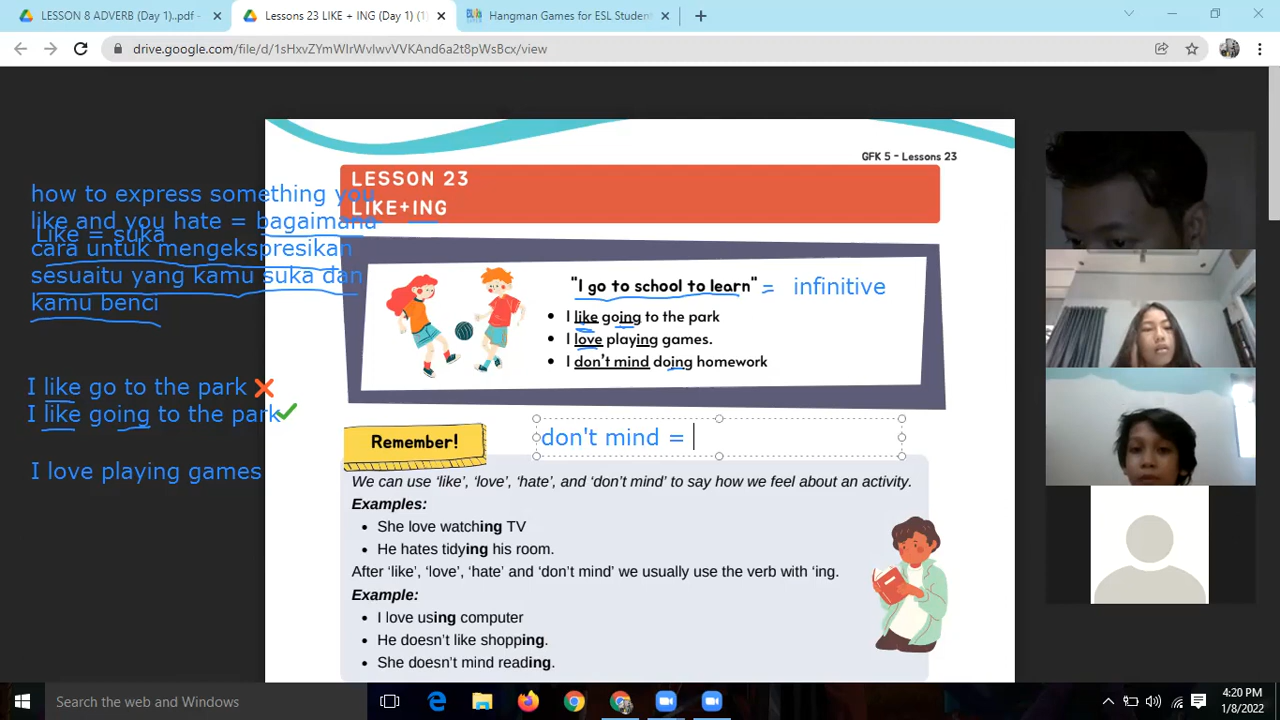 LESSON 8 ADVERB (Day 1)..pdf -
Lessons 23 LIKE + ING (Day 1) (1)
Hangman Games for ESL Student
drive.google.com/file/d/1sHxvZYmWIrWvlwvVVKAnd6a2t8pWsBcx/view
GFK 5 - Lessons 23
LESSON 23
LIKE+ING
how to express something you
like and you hate = bagaimana
Like = suka
cara untuk mengekspresikan
sesuaitu yang kamu suka dan
kamu benci
"I go to school to learn" = infinitive
I like going to the park
I love playing games.
I don't mind doing homework
I like go to the park
I like going to the park
I love playing games
don't mind =
Remember!
We can use 'like', 'love', 'hate', and 'don't mind' to say how we feel about an activity.
Examples:
She love watching TV
He hates tidying his room.
After 'like', 'love', 'hate' and 'don't mind' we usually use the verb with 'ing.
Example:
I love using computer
He doesn't like shopping.
She doesn't mind reading.
Search the web and Windows
4:20 PM
1/8/2022